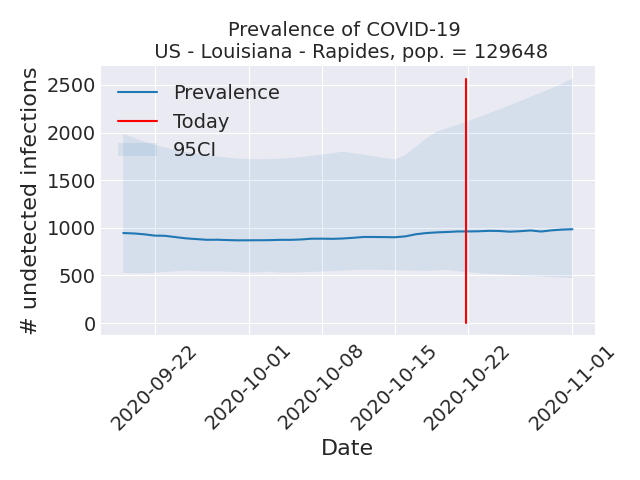 Prevalence of COVID-19
US - Louisiana - Rapides, pop. = 129648
# undetected infections
2500
2000
1500
1000
500
0
Prevalence
Today
95CI
2020-09-22
2020-10-01
2020-10-08
2020-10-15
2020-10-22
2020-11-01
Date